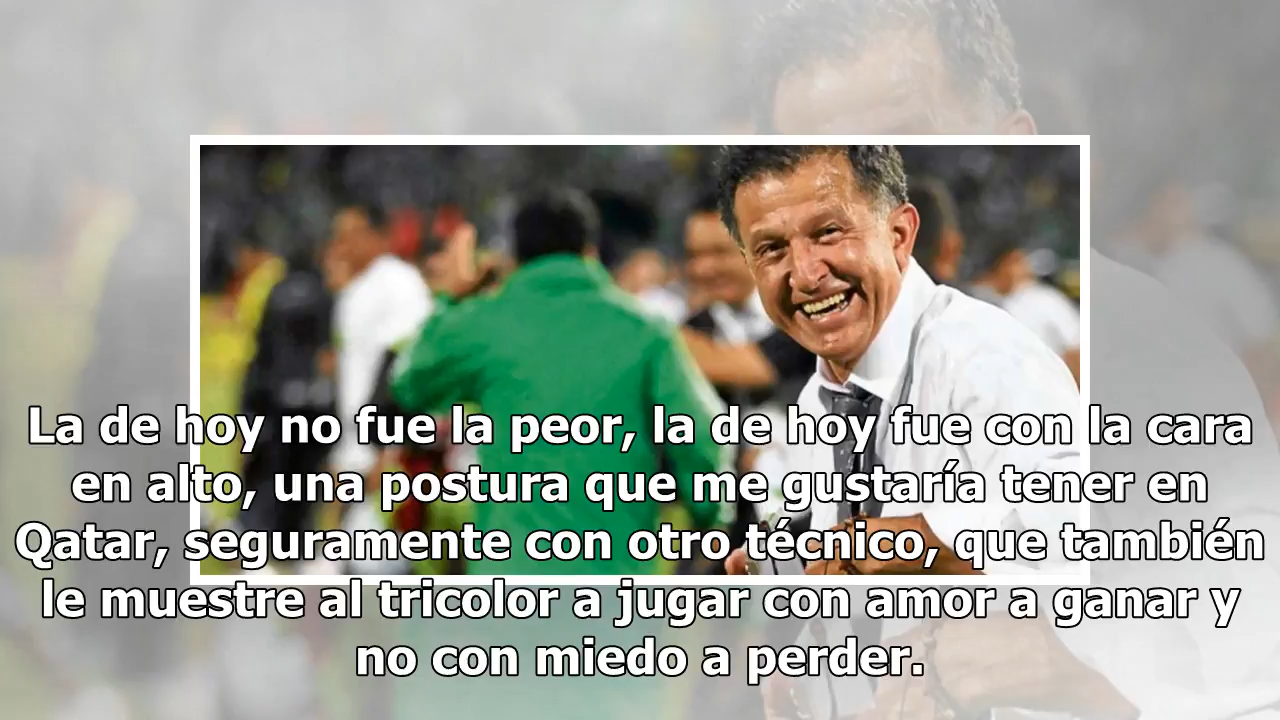 La de hoy no fue la peor, la de hoy fue con la cara
en alto, una postura que me gustaría tener en
Qatar, seguramente con otro técnico, que también
le muestre al tricolor a jugar con amor a ganar y
no con miedo a perder.